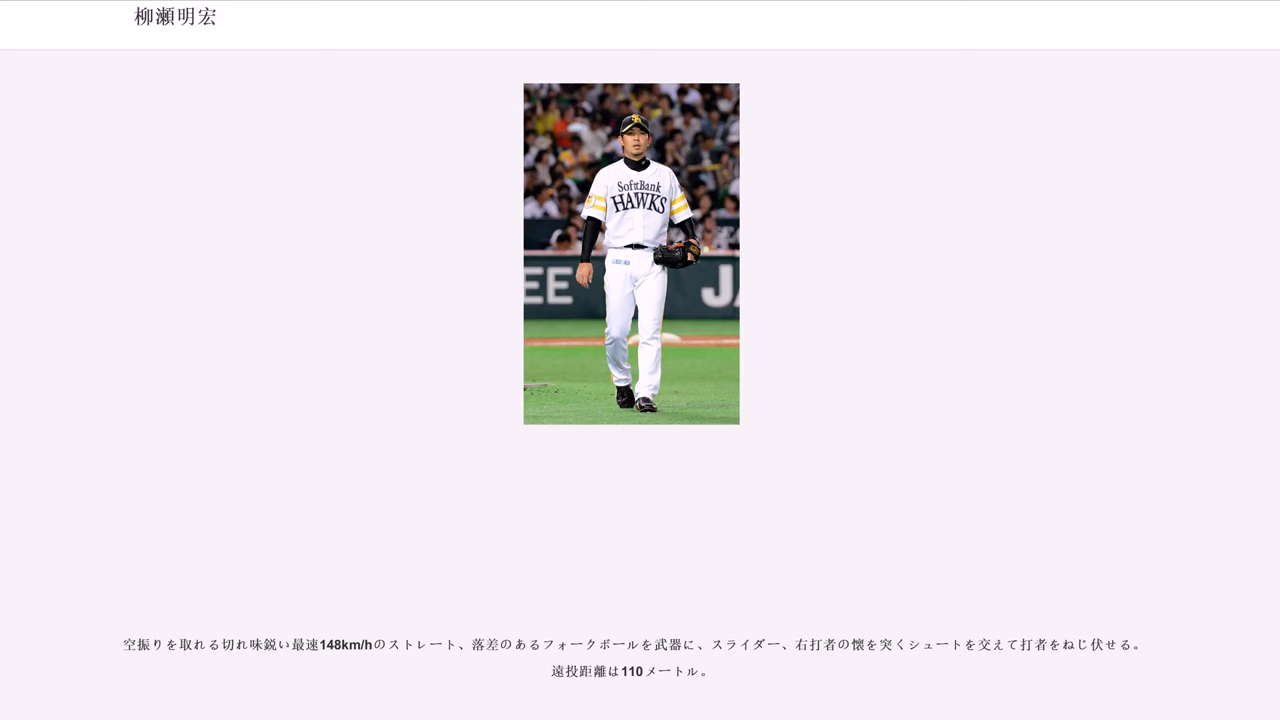 柳瀬明宏
SoftBank
HAWKS
EE
空振りを取れる切れ味鋭い最速148km/hのストレート、落差のあるフォークボールを武器に、スライダー、右打者の懐を突くシュートを交えて打者をねじ伏せる。
遠投距離は110メートル。